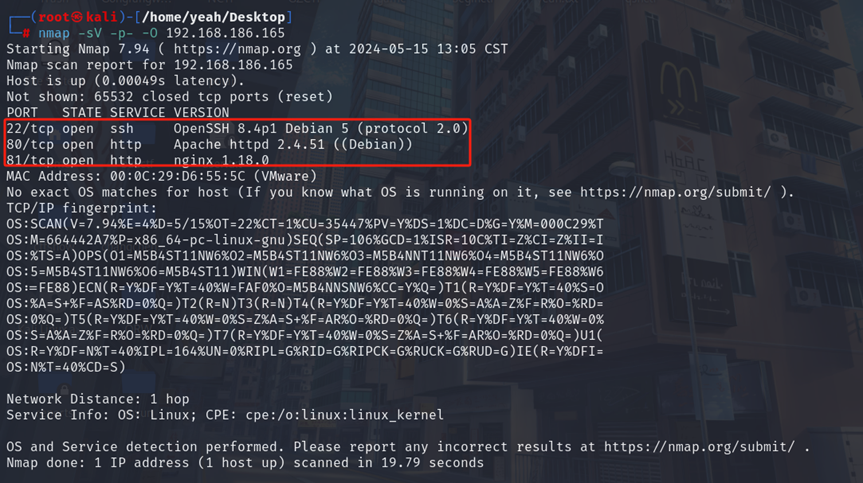 ┌──(root㉿kali)-[/home/yeah/Desktop]
└─# nmap -sV -p- -O 192.168.186.165
Starting Nmap 7.94 ( https://nmap.org ) at 2024-05-15 13:05 CST
Nmap scan report for 192.168.186.165
Host is up (0.00049s latency).
Not shown: 65532 closed tcp ports (reset)
PORT   STATE SERVICE VERSION
22/tcp open  ssh     OpenSSH 8.4p1 Debian 5 (protocol 2.0)
80/tcp open  http    Apache httpd 2.4.51 ((Debian))
81/tcp open  http    nginx 1.18.0
MAC Address: 00:0C:29:D6:55:5C (VMware)
No exact OS matches for host (If you know what OS is running on it, see https://nmap.org/submit/ ).
TCP/IP fingerprint:
OS:SCAN(V=7.94%E=4%D=5/15%OT=22%CT=1%CU=35447%PV=Y%DS=1%DC=D%G=Y%M=000C29%T
OS:M=664442A7%P=x86_64-pc-linux-gnu)SEQ(SP=106%GCD=1%ISR=10C%TI=Z%CI=Z%II=I
OS:%TS=A)OPS(O1=M5B4ST11NW6%O2=M5B4ST11NW6%O3=M5B4NNT11NW6%O4=M5B4ST11NW6%O
OS:5=M5B4ST11NW6%O6=M5B4ST11)WIN(W1=FE88%W2=FE88%W3=FE88%W4=FE88%W5=FE88%W6
OS:=FE88)ECN(R=Y%DF=Y%T=40%W=FAF0%O=M5B4NNSNW6%CC=Y%Q=)T1(R=Y%DF=Y%T=40%S=O
OS:%A=S+%F=AS%RD=0%Q=)T2(R=N)T3(R=N)T4(R=Y%DF=Y%T=40%W=0%S=A%A=Z%F=R%O=%RD=
OS:0%Q=)T5(R=Y%DF=Y%T=40%W=0%S=Z%A=S+%F=AR%O=%RD=0%Q=)T6(R=Y%DF=Y%T=40%W=0%
OS:S=A%A=Z%F=R%O=%RD=0%Q=)T7(R=Y%DF=Y%T=40%W=0%S=Z%A=S+%F=AR%O=%RD=0%Q=)U1(
OS:R=Y%DF=N%T=40%IPL=164%UN=0%RIPL=G%RID=G%RIPCK=G%RUCK=G%RUD=G)IE(R=Y%DFI=
OS:N%T=40%CD=S)
Network Distance: 1 hop
Service Info: OS: Linux; CPE: cpe:/o:linux:linux_kernel
OS and Service detection performed. Please report any incorrect results at https://nmap.org/submit/ .
Nmap done: 1 IP address (1 host up) scanned in 19.79 seconds